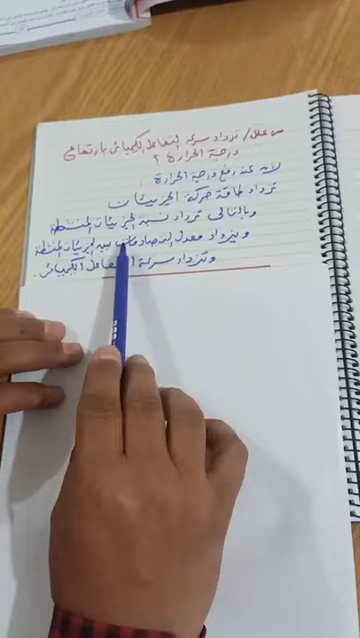 س علل/ تزداد سرعة التفاعل الكيميائي بارتفاع
درجة الحرارة ؟
لأنه عند رفع درجة الحرارة
تزداد طاقة حركة الجزيئات
وبالتالي تزداد نسبة الجزيئات المنشطة
ويزداد معدل التصادمات بين الجزيئات المنشطة
وتزداد سرعة التفاعل الكيميائي.